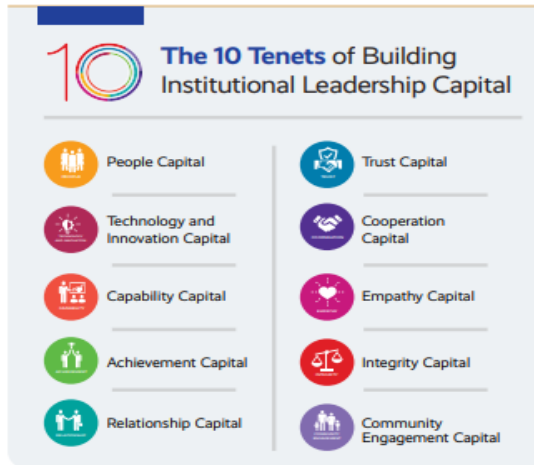 10
The 10 Tenets of Building
Institutional Leadership Capital
People Capital
Technology and
Innovation Capital
Capability Capital
Achievement Capital
Relationship Capital
Trust Capital
Cooperation
Capital
Empathy Capital
Integrity Capital
Community
Engagement Capital